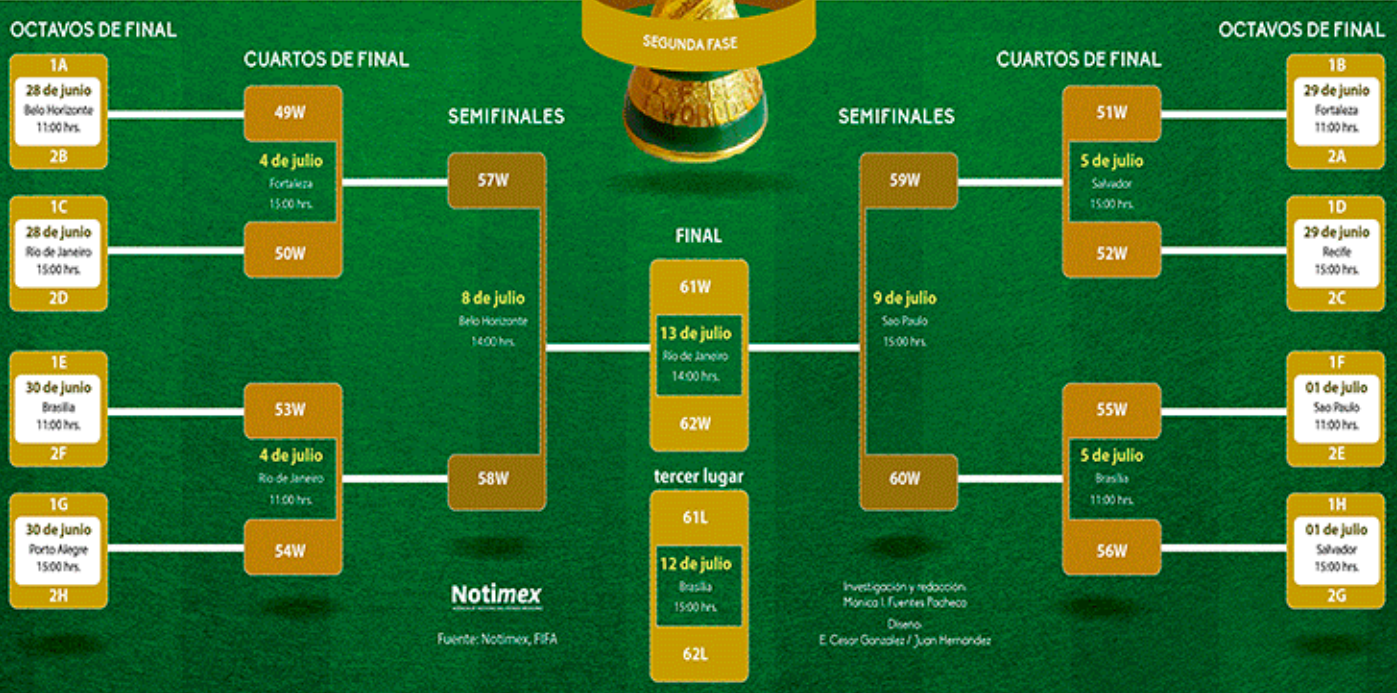 SEGUNDA FASE
OCTAVOS DE FINAL
1A
28 de junio
Belo Horizonte
11:00 hrs.
2B
1C
28 de junio
Río de Janeiro
15:00 hrs.
2D
1E
30 de junio
Brasilia
11:00 hrs.
2F
1G
30 de junio
Porto Alegre
15:00 hrs.
2H
CUARTOS DE FINAL
49W
4 de julio
Fortaleza
15:00 hrs.
50W
53W
4 de julio
Río de Janeiro
11:00 hrs.
54W
SEMIFINALES
57W
8 de julio
Belo Horizonte
14:00 hrs.
58W
FINAL
61W
13 de julio
Río de Janeiro
14:00 hrs.
62W
tercer lugar
61L
12 de julio
Brasilia
15:00 hrs.
62L
SEMIFINALES
59W
9 de julio
Sao Paulo
15:00 hrs.
60W
CUARTOS DE FINAL
51W
5 de julio
Salvador
15:00 hrs.
52W
55W
5 de julio
Brasilia
11:00 hrs.
56W
OCTAVOS DE FINAL
1B
29 de junio
Fortaleza
11:00 hrs.
2A
1D
29 de junio
Recife
15:00 hrs.
2C
1F
01 de julio
Sao Paulo
11:00 hrs.
2E
1H
01 de julio
Salvador
15:00 hrs.
2G
Notimex
Fuente: Notimex, FIFA
Investigación y redacción:
Mónica I. Fuentes Pacheco
Diseño:
E. Cesar González / Juan Hernández